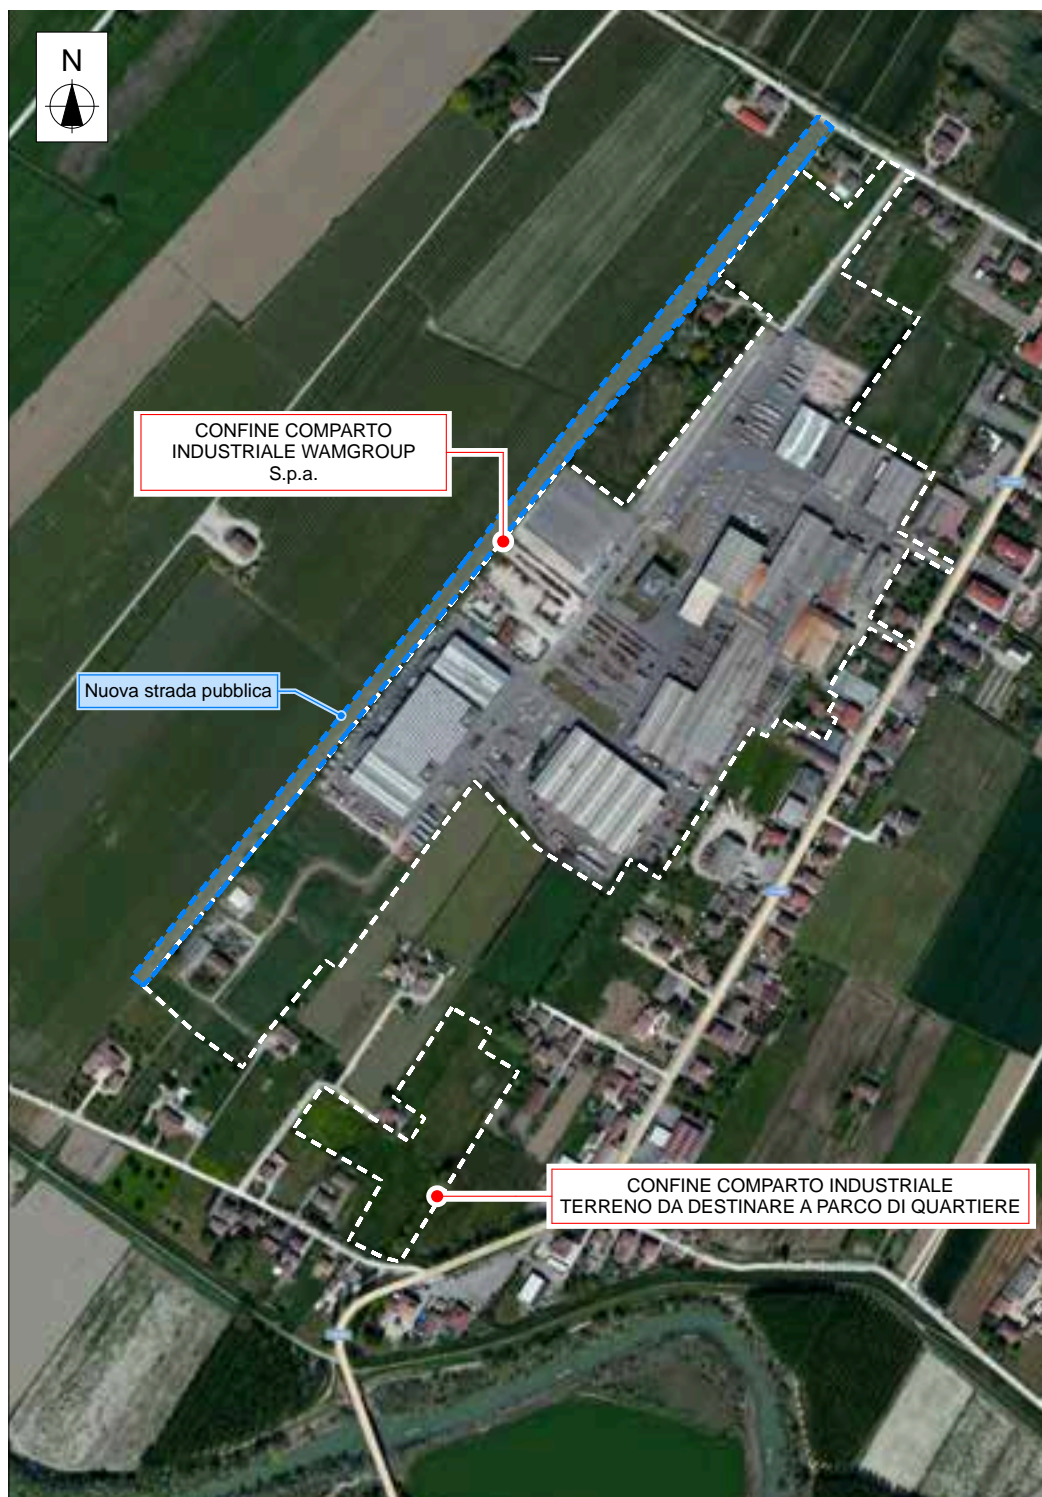 N
CONFINE COMPARTO
INDUSTRIALE WAMGROUP
S.p.a.
Nuova strada pubblica
CONFINE COMPARTO INDUSTRIALE
TERRENO DA DESTINARE A PARCO DI QUARTIERE